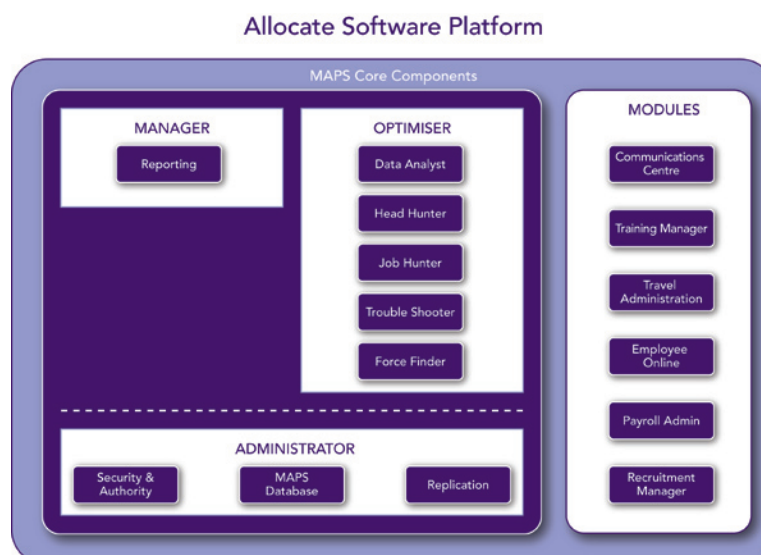 Allocate Software Platform
MAPS Core Components
MANAGER
Reporting
OPTIMISER
Data Analyst
Head Hunter
Job Hunter
Trouble Shooter
Force Finder
ADMINISTRATOR
Security &
Authority
MAPS
Database
Replication
MODULES
Communications
Centre
Training Manager
Travel
Administration
Employee
Online
Payroll Admin
Recruitment
Manager